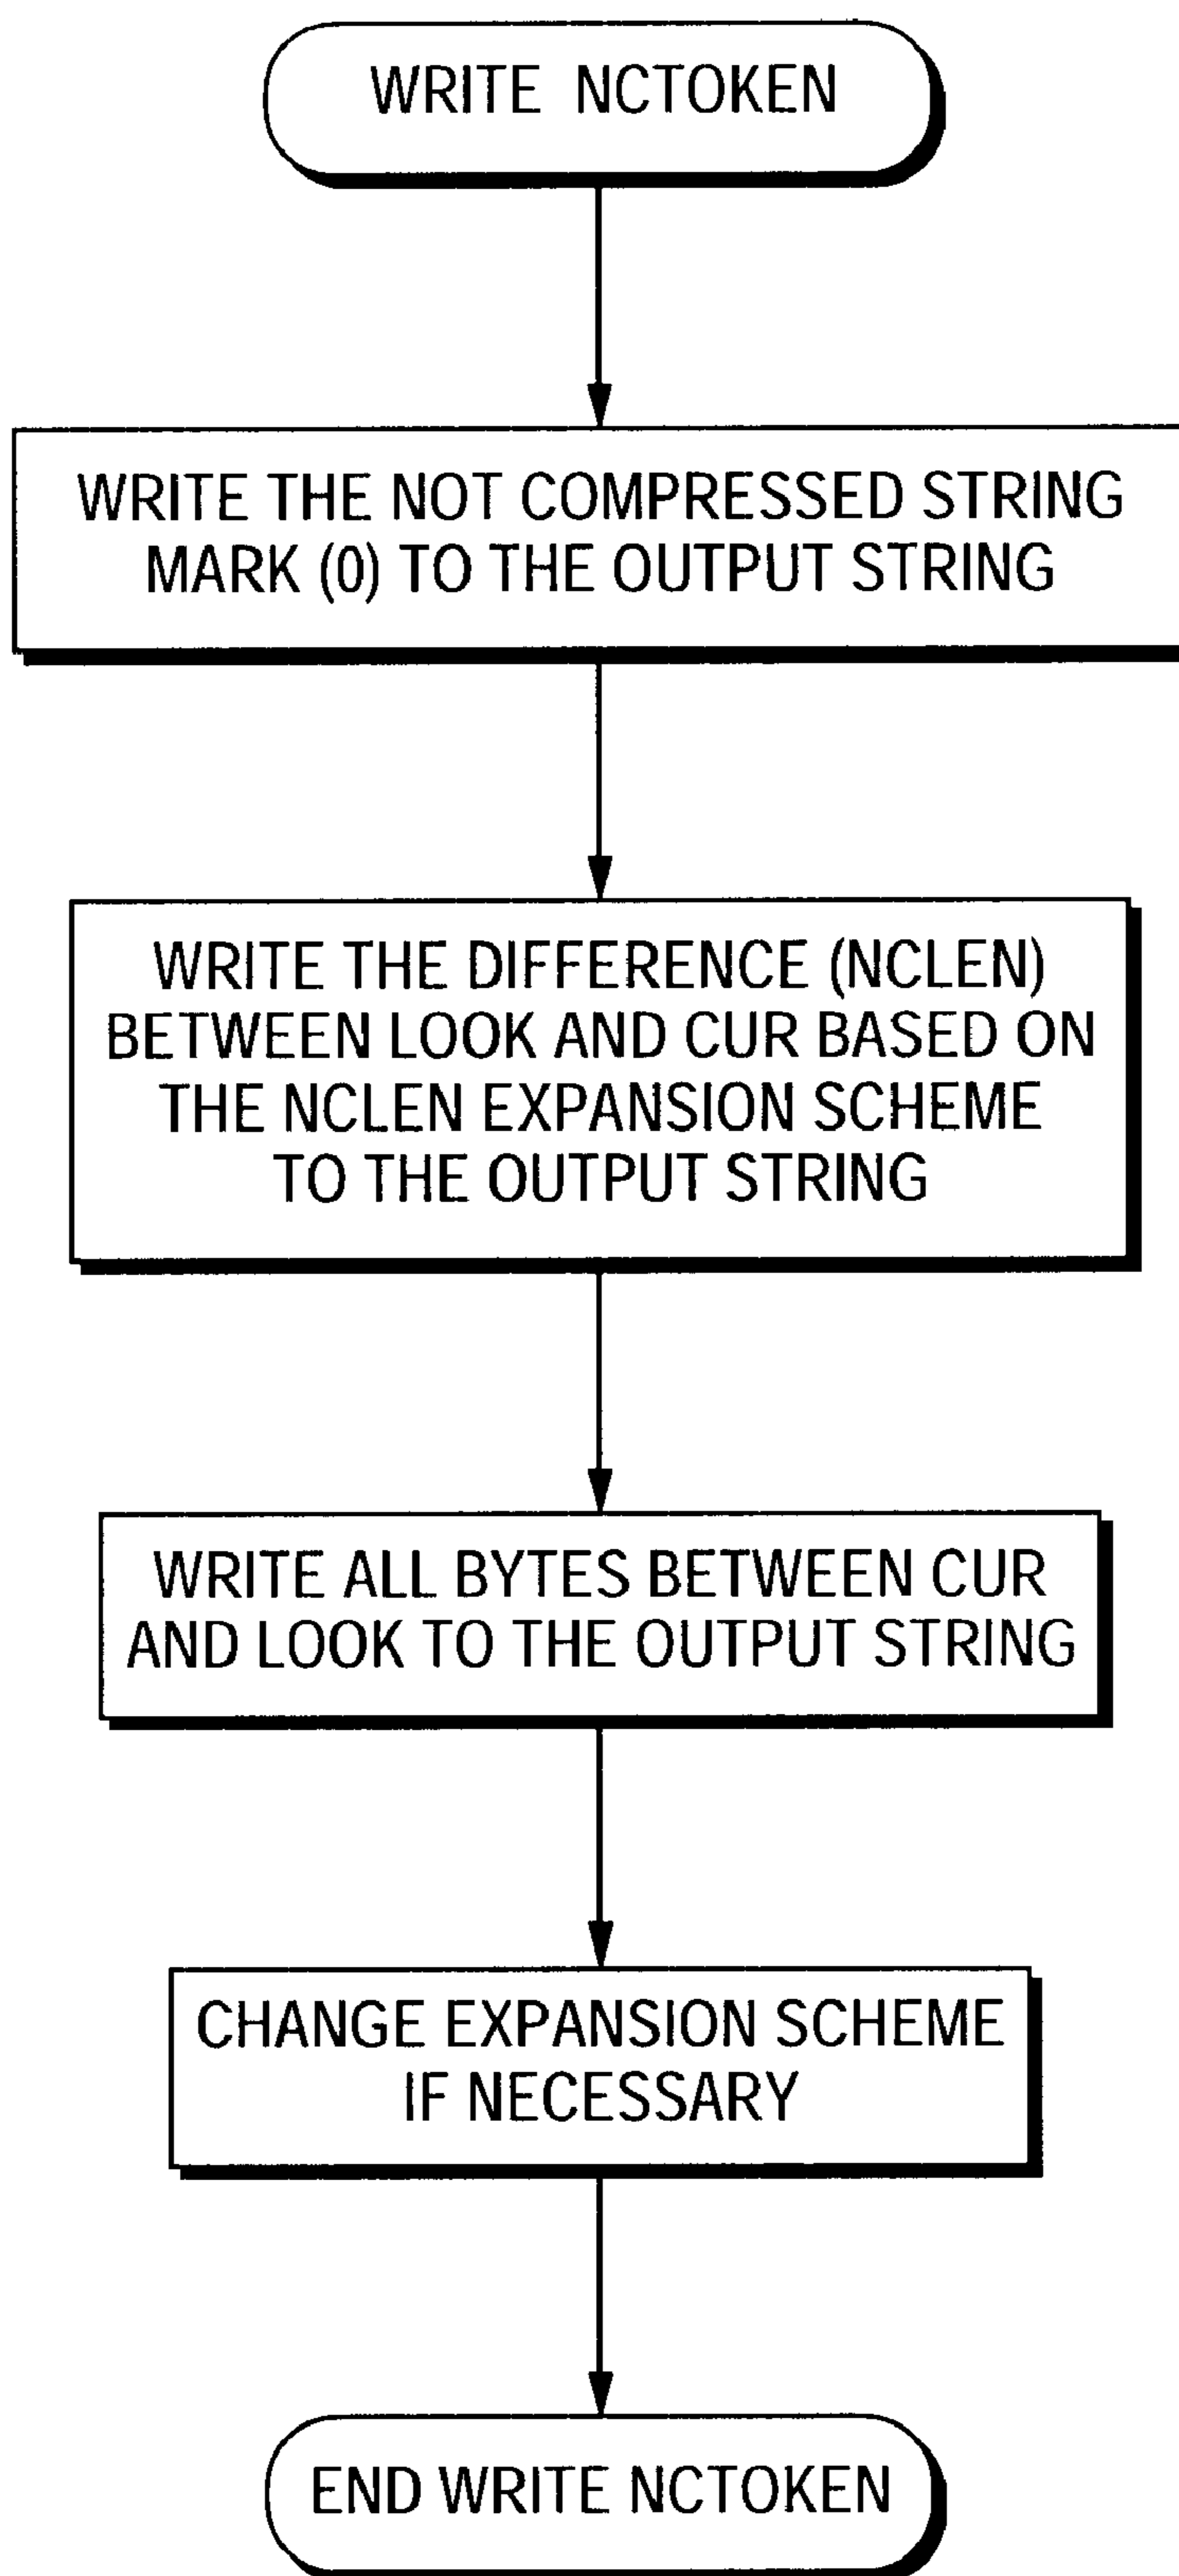 WRITE NCTOKEN
WRITE THE NOT COMPRESSED STRING
MARK (0) TO THE OUTPUT STRING
WRITE THE DIFFERENCE (NCLEN)
BETWEEN LOOK AND CUR BASED ON
THE NCLEN EXPANSION SCHEME
TO THE OUTPUT STRING
WRITE ALL BYTES BETWEEN CUR
AND LOOK TO THE OUTPUT STRING
CHANGE EXPANSION SCHEME
IF NECESSARY
END WRITE NCTOKEN